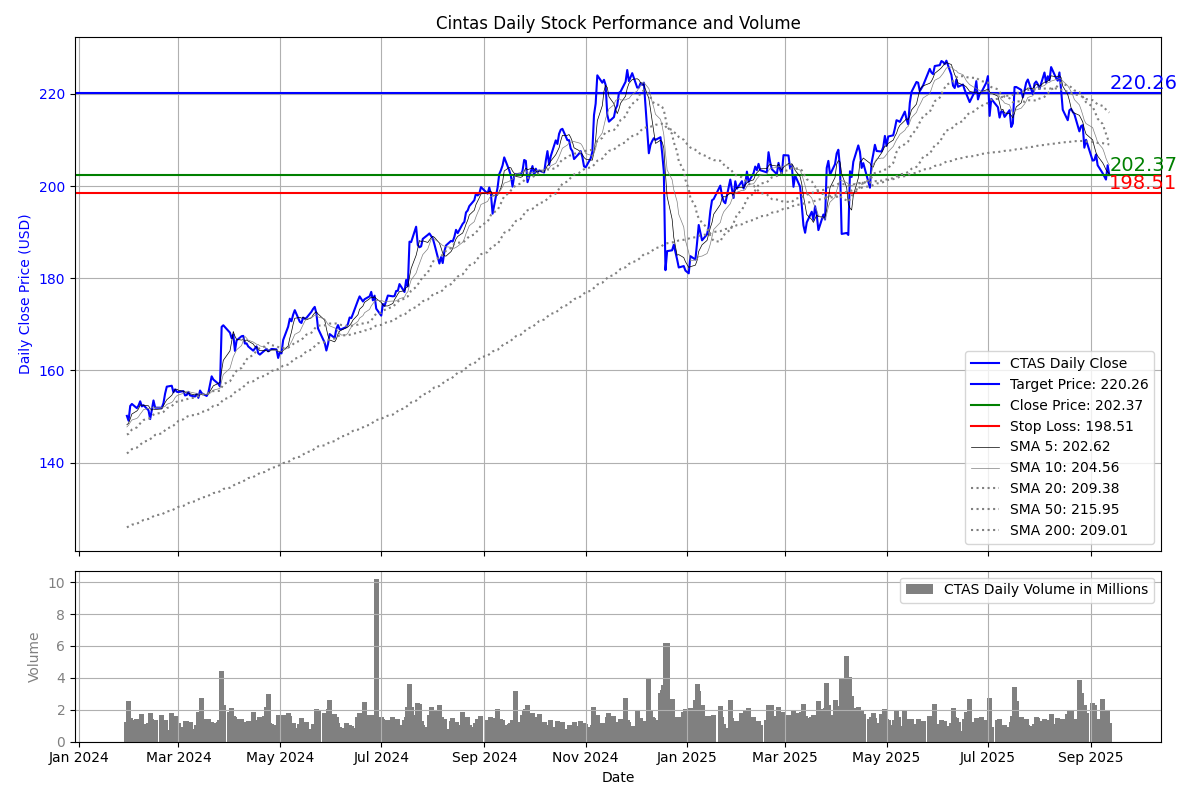 Cintas Daily Stock Performance and Volume
Daily Close Price (USD)
220
200
180
160
140
220.26
202.37
198.51
CTAS Daily Close
Target Price: 220.26
Close Price: 202.37
Stop Loss: 198.51
SMA 5: 202.62
SMA 10: 204.56
SMA 20: 209.38
SMA 50: 215.95
SMA 200: 209.01
Volume
10
8
6
4
2
0
CTAS Daily Volume in Millions
Jan 2024 Mar 2024 May 2024 Jul 2024 Sep 2024 Nov 2024 Jan 2025 Mar 2025 May 2025 Jul 2025 Sep 2025
Date